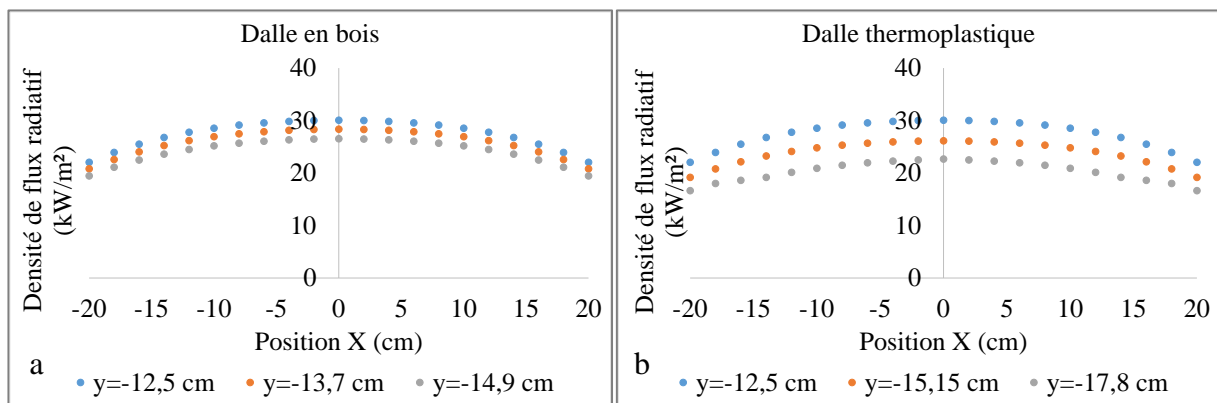 Dalle en bois
Densité de flux radiatif
(kW/m²)
40
30
20
10
0
-20 -15 -10 -5 0 5 10 15 20
Position X (cm)
a
y=-12,5 cm y=-13,7 cm y=-14,9 cm
Dalle thermoplastique
Densité de flux radiatif
(kW/m²)
40
30
20
10
0
-20 -15 -10 -5 0 5 10 15 20
Position X (cm)
b
y=-12,5 cm y=-15,15 cm y=-17,8 cm